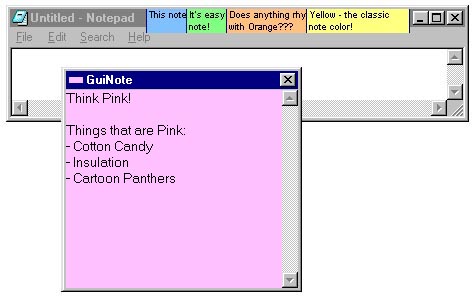 Untitled - Notepad
This note
It's easy
note!
Does anything rhy
with Orange???
Yellow - the classic
note color!
File Edit Search Help
GuiNote
Think Pink!
Things that are Pink:
- Cotton Candy
- Insulation
- Cartoon Panthers